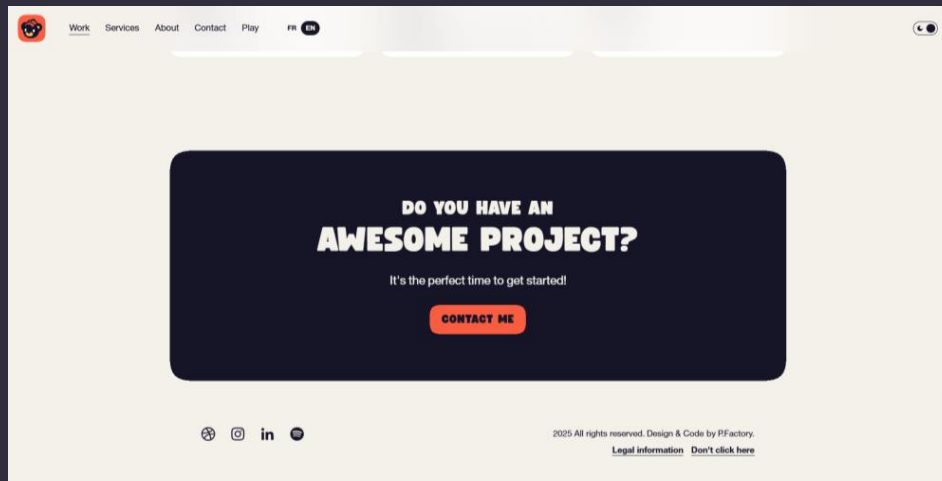 Work Services About Contact Play FR EN
DO YOU HAVE AN
AWESOME PROJECT?
It's the perfect time to get started!
CONTACT ME
in
2025 All rights reserved. Design & Code by P.Factory.
Legal information Don't click here